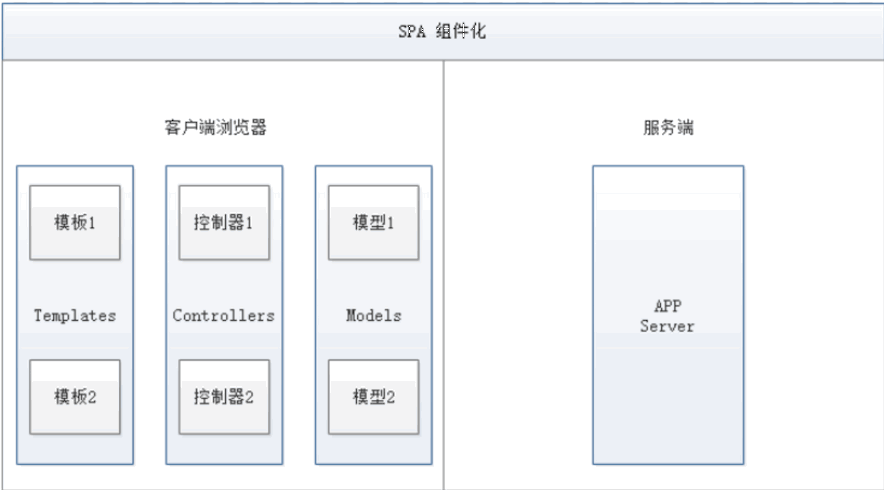 SPA 组件化
客户端浏览器
服务端
模板1
控制器1
模型1
Templates
Controllers
Models
APP
Server
模板2
控制器2
模型2